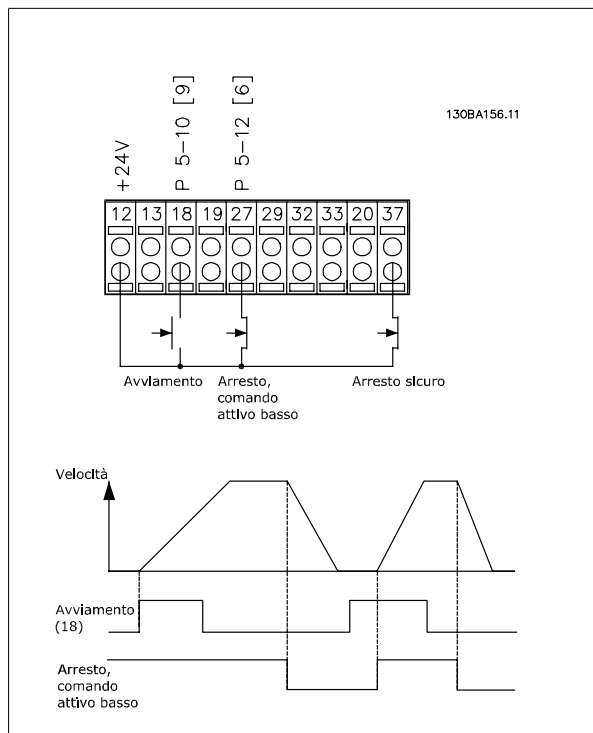 130BA156.11
+24V
P 5-10 [9]
P 5-12 [6]
12 13 18 19 27 29 32 33 20 37
Avviamento
Arresto,
comando
attivo basso
Arresto sicuro
Velocità
Avviamento
(18)
Arresto,
comando
attivo basso